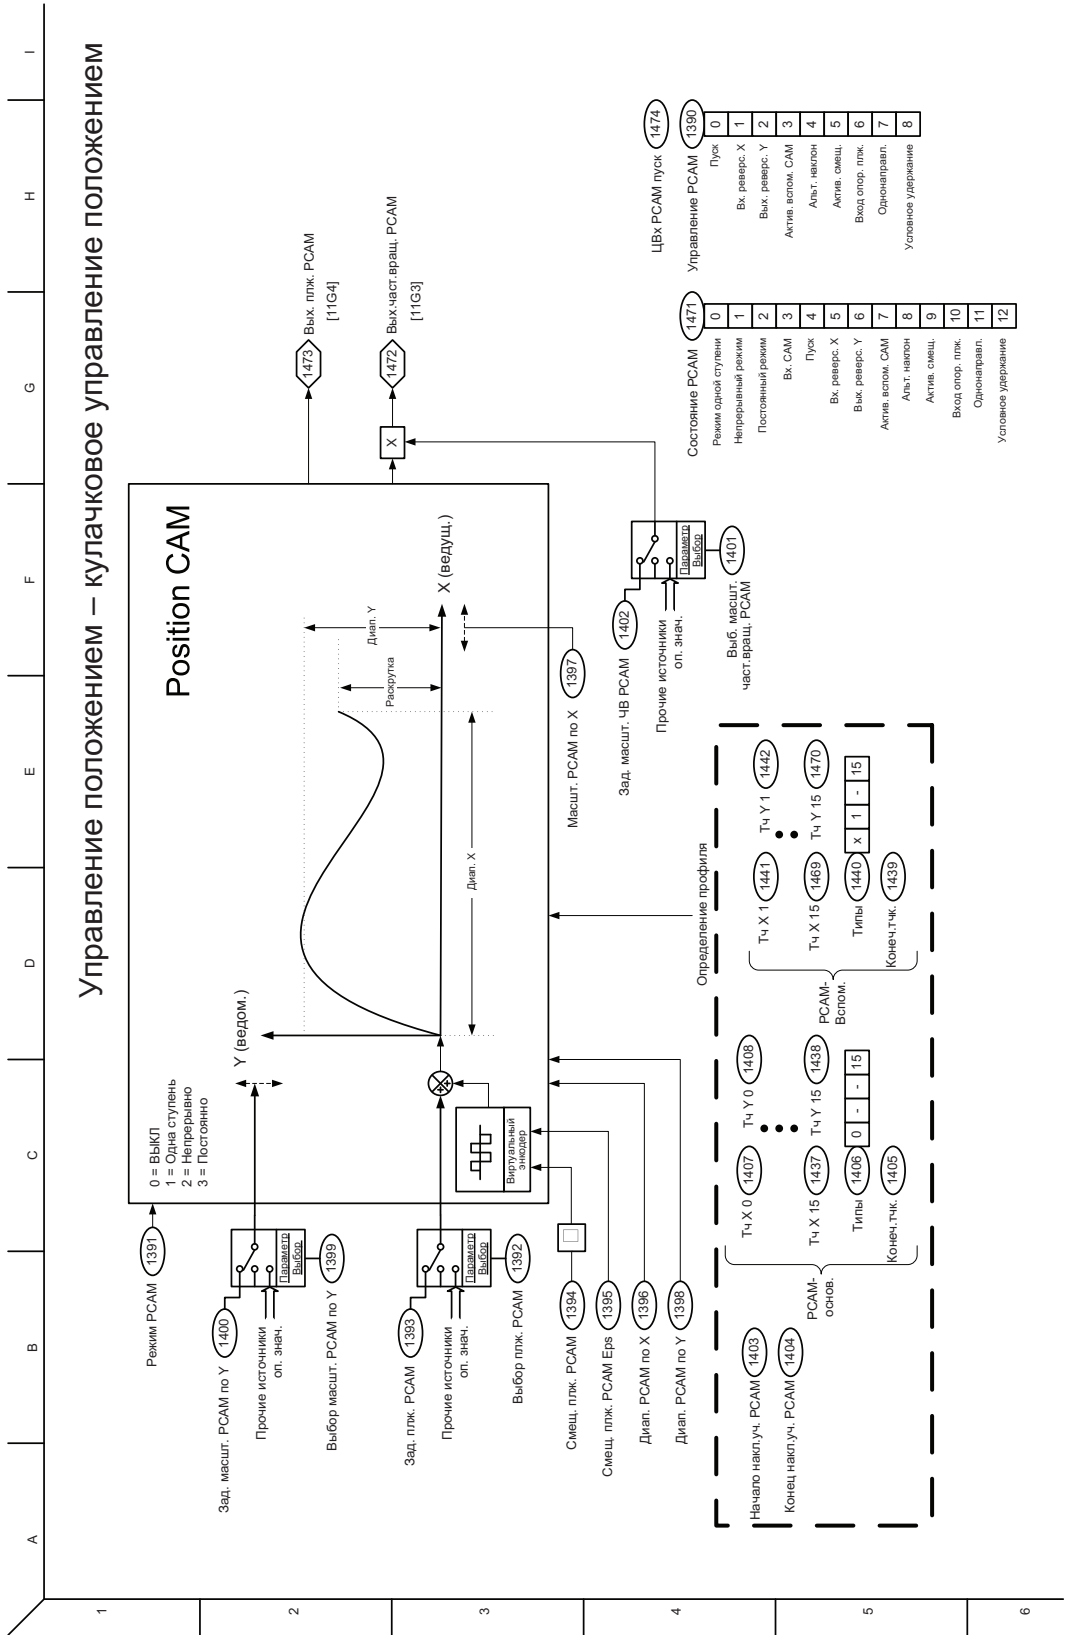 A
B
C
D
E
F
G
H
I
1
2
3
4
5
6
Управление положением – кулачковое управление положением
Режим PCAM
1391
0 = ВЫКЛ
1 = Одна ступень
2 = Непрерывно
3 = Постоянно
Position CAM
Зад. масшт. PCAM по Y
1400
Прочие источники
оп. знач.
Параметр
Выбор
Выбор масшт. PCAM по Y
1399
Y (ведом.)
Зад. плж. PCAM
1393
Прочие источники
оп. знач.
Параметр
Выбор
Выбор плж. PCAM
1392
Виртуальный
энкодер
Диап. X
Раскрутка
Диап. Y
X (ведущ.)
X
1473
Вых. плж. PCAM
[11G4]
1472
Вых.част.вращ. PCAM
[11G3]
Смещ. плж. PCAM
1394
Смещ. плж. PCAM Eps
1395
Диап. PCAM по X
1396
Диап. PCAM по Y
1398
Масшт. PCAM по X
1397
Зад. масшт. ЧВ PCAM
1402
Прочие источники
оп. знач.
Параметр
Выбор
Выб. масшт.
част.вращ. PCAM
1401
Определение профиля
Начало накл.уч. PCAM
1403
Конец накл.уч. PCAM
1404
PCAM-
основ.
Тч X 0
1407
Тч Y 0
1408
Тч X 15
1437
Тч Y 15
1438
Типы
1406
0 - - 15
Конеч.тчк.
1405
PCAM-
Вспом.
Тч X 1
1441
Тч Y 1
1442
Тч X 15
1469
Тч Y 15
1470
Типы
1440
x 1 - 15
Конеч.тчк.
1439
ЦВх PCAM пуск
1474
Состояние PCAM
1471
Режим одной ступени 0
Непрерывный режим 1
Постоянный режим 2
Вх. CAM 3
Пуск 4
Вх. реверс. X 5
Вых. реверс. Y 6
Актив. вспом. CAM 7
Альт. наклон 8
Актив. смещ. 9
Вход опор. плж. 10
Однонаправл. 11
Условное удержание 12
Управление PCAM
1390
Пуск 0
Вх. реверс. X 1
Вых. реверс. Y 2
Актив. вспом. CAM 3
Альт. наклон 4
Актив. смещ. 5
Вход опор. плж. 6
Однонаправл. 7
Условное удержание 8